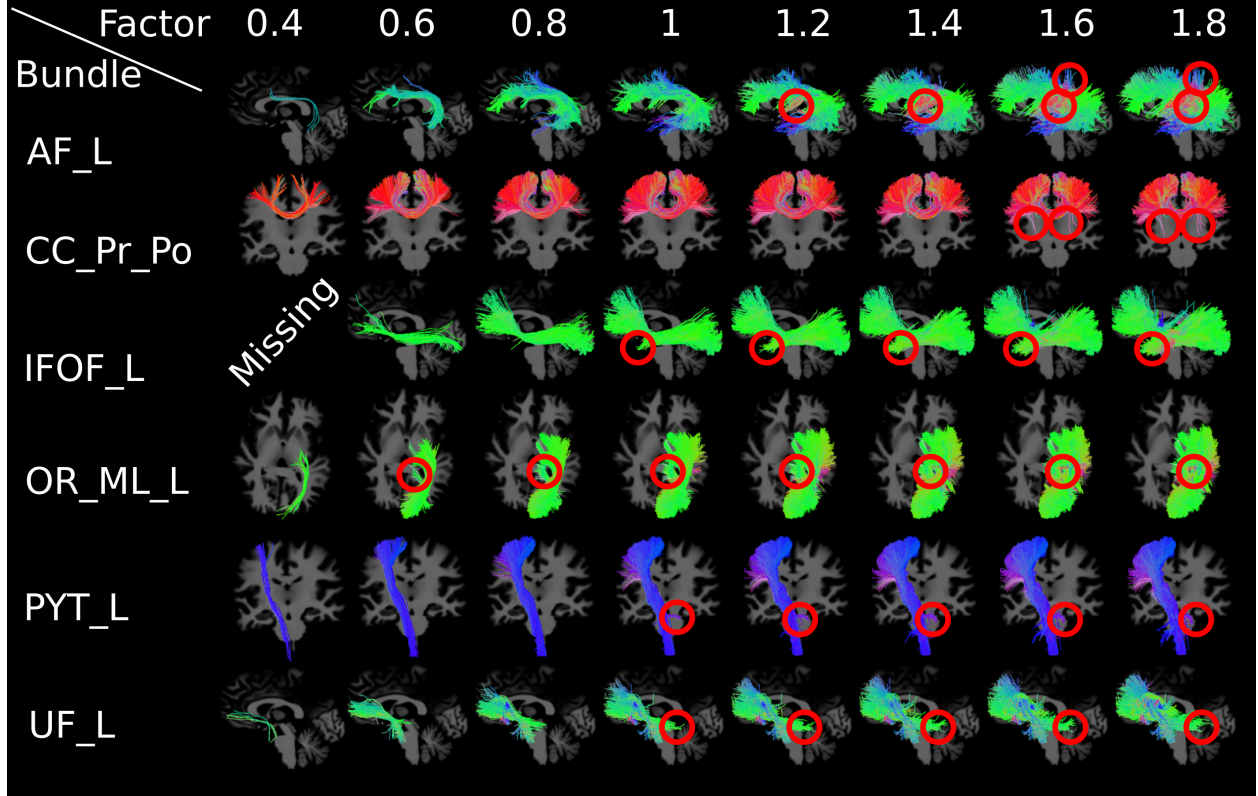 Factor 0.4 0.6 0.8 1 1.2 1.4 1.6 1.8
Bundle
AF_L
CC_Pr_Po
Missing
IFOF_L
OR_ML_L
PYT_L
UF_L